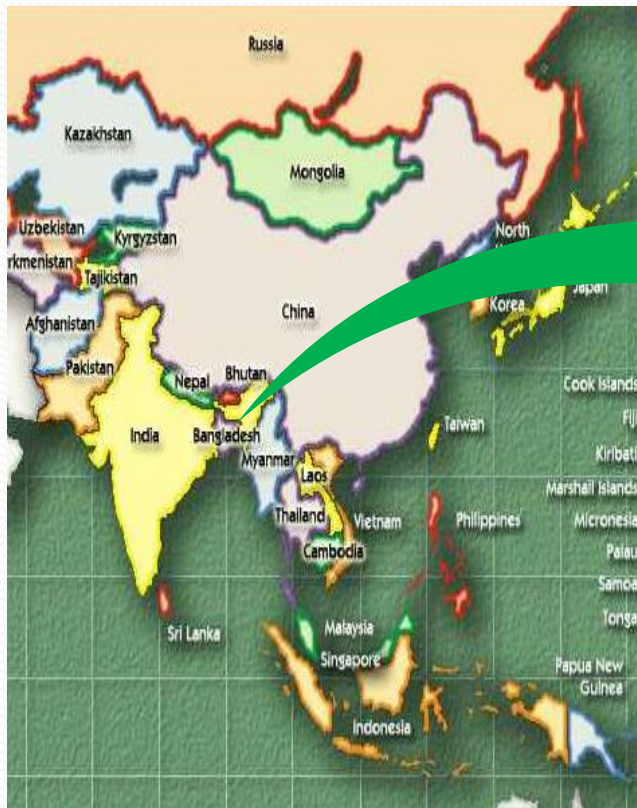 Russia
Kazakhstan
Mongolia
Uzbekistan
Kyrgyzstan
North
rkmenistan
Tajikistan
Japan
Korea
China
Afghanistan
Pakistan
Nepal
Bhutan
Cook Islands
India
Bangladesh
Taiwan
Fiji
Myanmar
Kiribati
Laos
Marshall Islands
Thailand
Vietnam
Philippines
Micronesia
Cambodia
Palau
Samoa
Tonga
Sri Lanka
Malaysia
Singapore
Papua New
Guinea
Indonesia